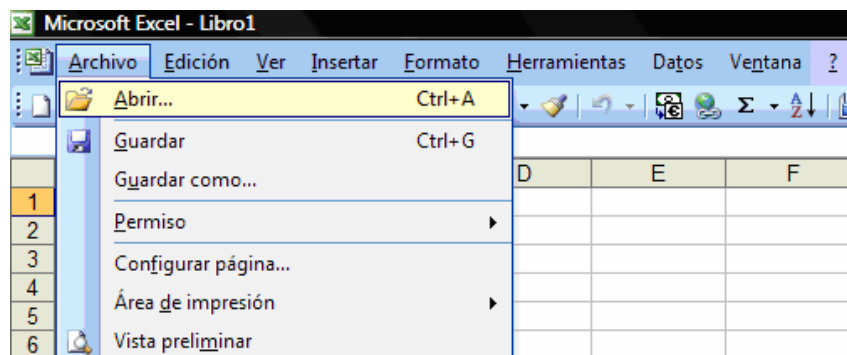 Microsoft Excel - Libro1
Archivo Edición Ver Insertar Formato Herramientas Datos Ventana ?
Abrir... Ctrl+A
Guardar Ctrl+G
Guardar como...
Permiso
Configurar página...
Área de impresión
Vista preliminar
D E F
1
2
3
4
5
6